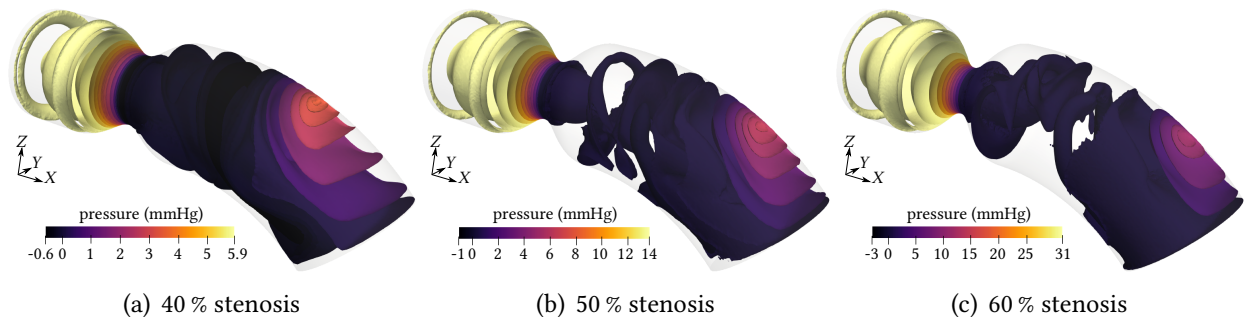 Z
Y
X
pressure (mmHg)
-0.6 0 1 2 3 4 5 5.9
(a) 40 % stenosis
Z
Y
X
pressure (mmHg)
-1 0 2 4 6 8 10 12 14
(b) 50 % stenosis
Z
Y
X
pressure (mmHg)
-3 0 5 10 15 20 25 31
(c) 60 % stenosis